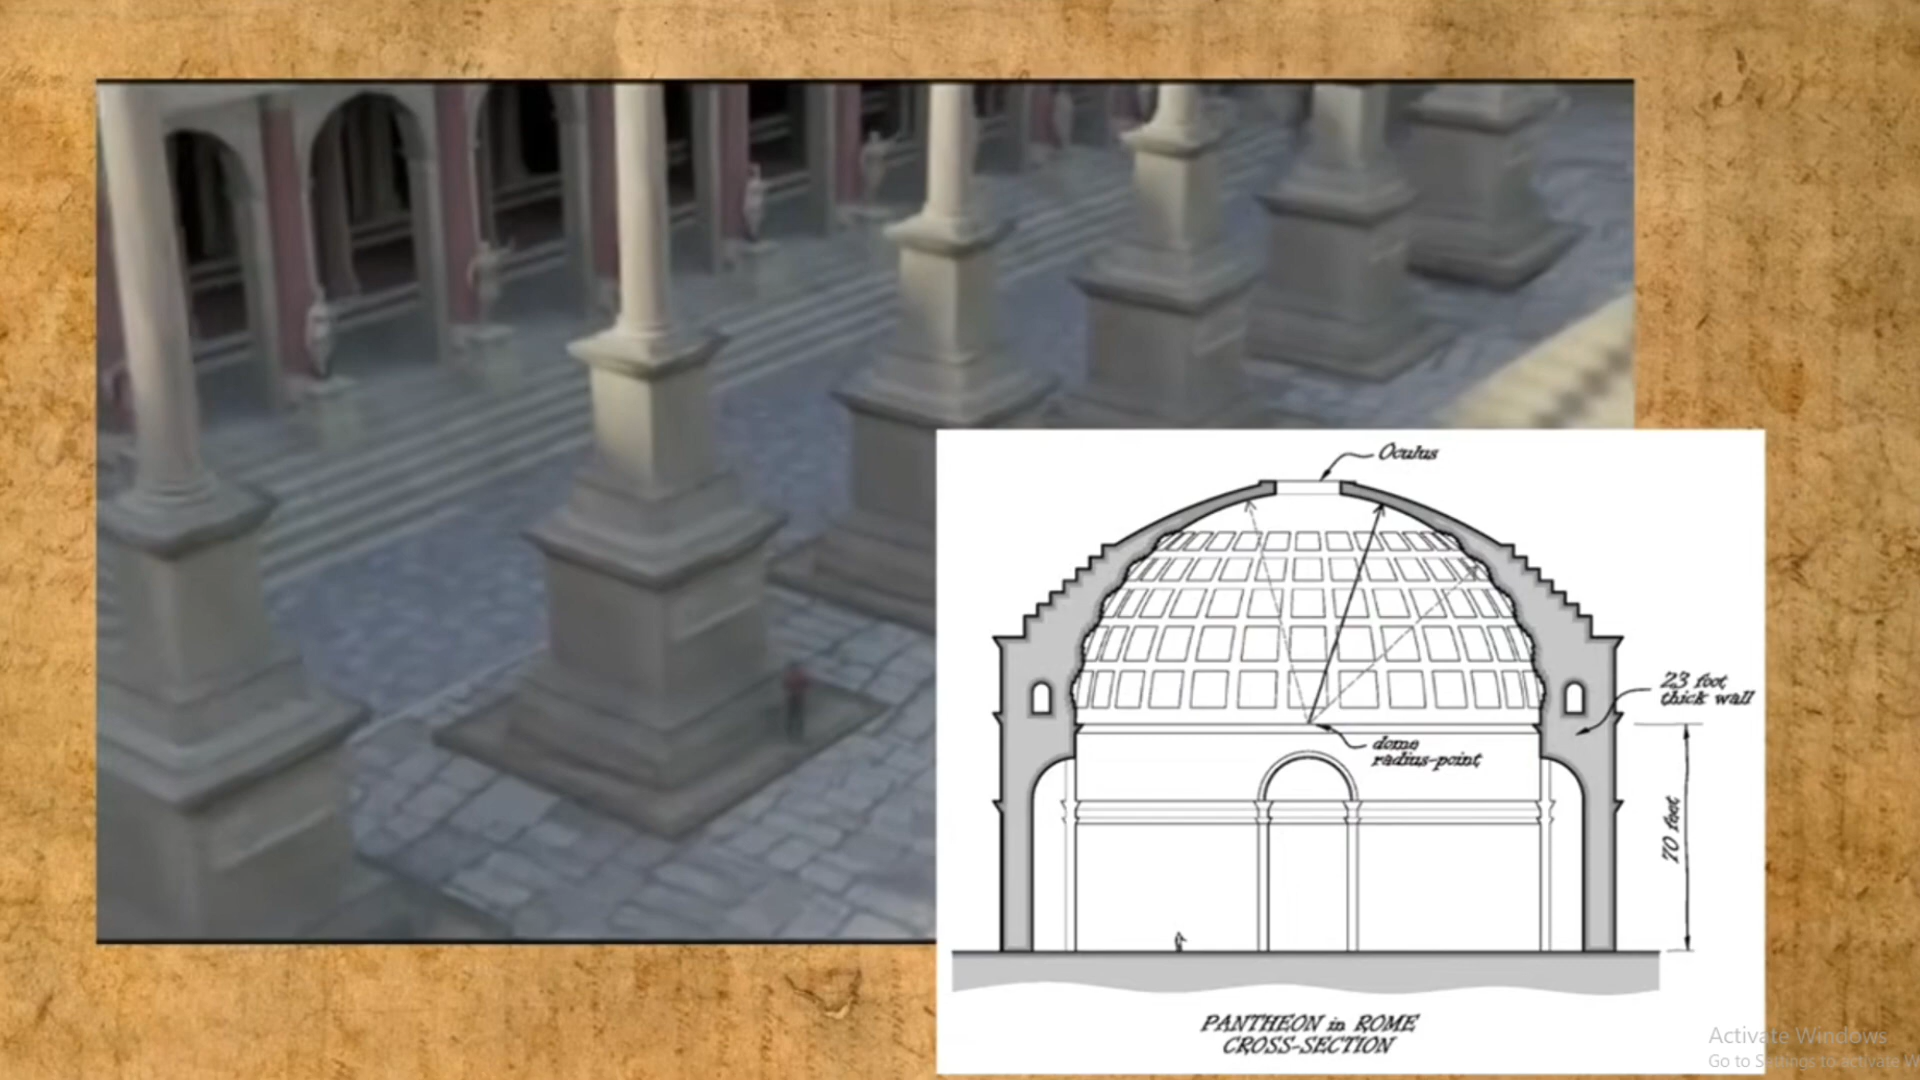 Oculus
23 foot
thick wall
dome
radius-point
70 feet
PANTHEON in ROME
CROSS-SECTION
Activate Windows
Go to Settings to activate W